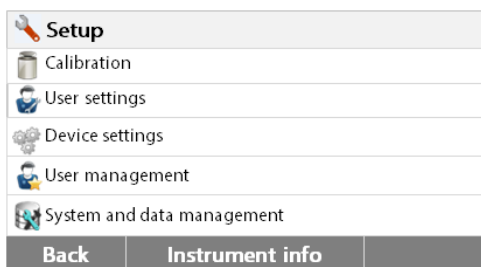 Setup
Calibration
User settings
Device settings
User management
System and data management
Back Instrument info